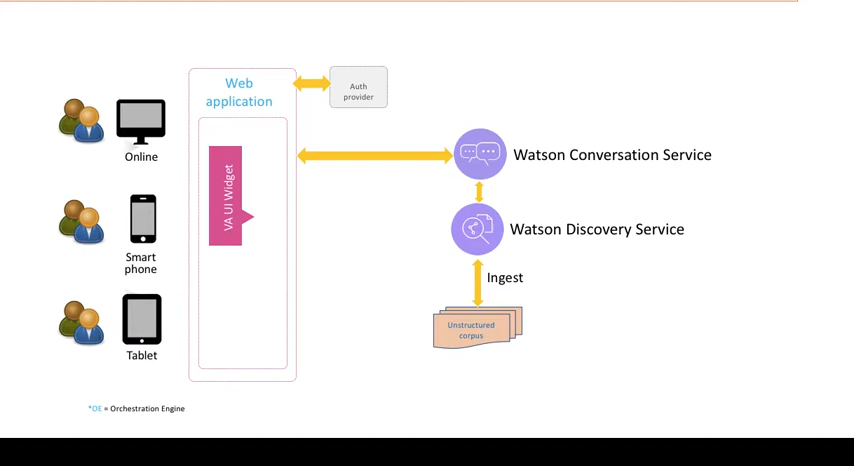 Web
application
Auth
provider
Online
VA UI Widget
Watson Conversation Service
Watson Discovery Service
Smart
phone
Ingest
Unstructured
corpus
Tablet
*OE = Orchestration Engine